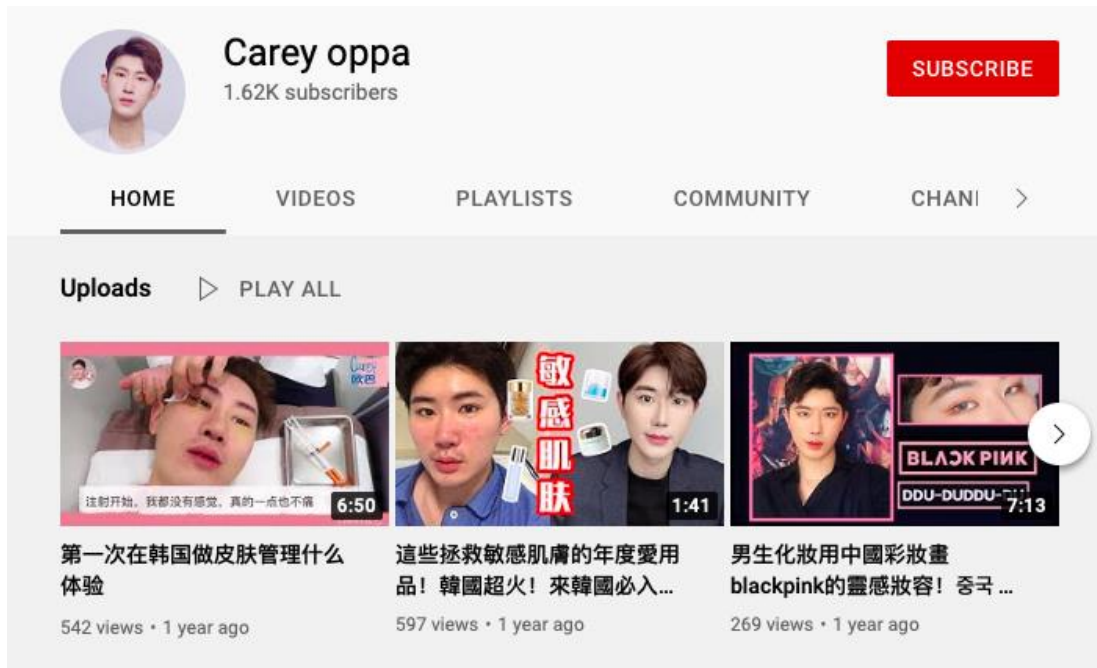 Carey oppa
1.62K subscribers
SUBSCRIBE
HOME
VIDEOS
PLAYLISTS
COMMUNITY
Uploads
PLAY ALL
Carey
欧巴
注射开始。我都没有感觉。真的一点也不痛
6:50
敏感肌肤
1:41
BLΛƆKPIИK
DDU-DUDDU
7:13
第一次在韩国做皮肤管理什么
体验
542 views • 1 year ago
這些拯救敏感肌膚的年度愛用
品！韓國超火！來韓國必入...
597 views • 1 year ago
男生化妝用中國彩妝畫
blackpink的靈感妝容！중국 ...
269 views • 1 year ago